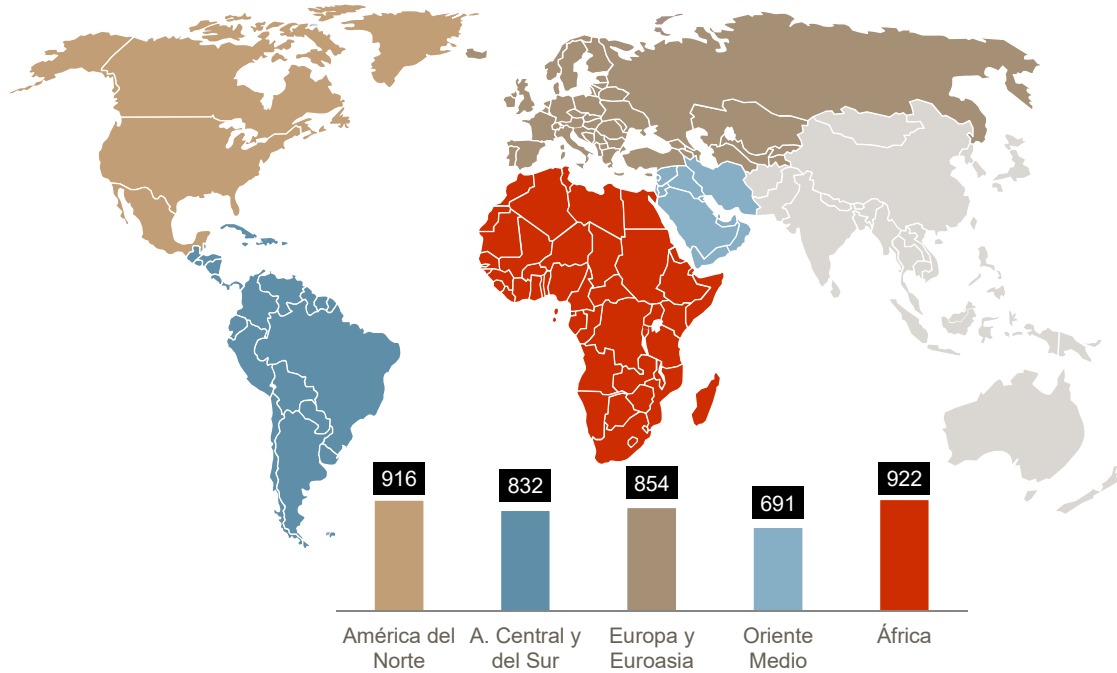 916
832
854
691
922
América del
Norte
A. Central y
del Sur
Europa y
Euroasia
Oriente
Medio
África